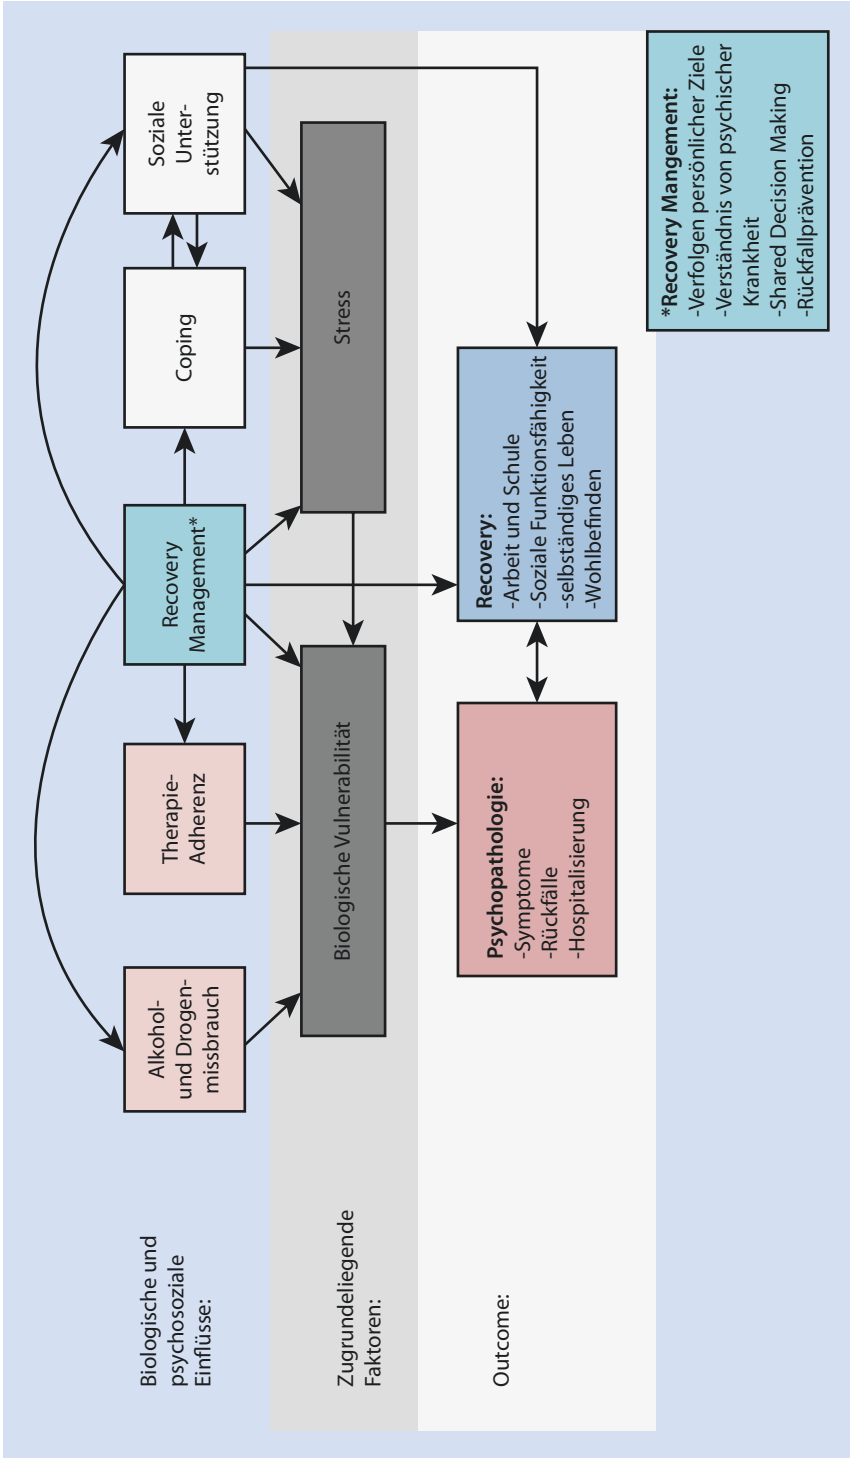 Biologische und
psychosoziale
Einflüsse:
Alkohol-
und Drogen-
missbrauch
Therapie-
Adherenz
Recovery
Management*
Coping
Soziale
Unter-
stützung
Zugrundeliegende
Faktoren:
Biologische Vulnerabilität
Stress
Outcome:
Psychopathologie:
-Symptome
-Rückfälle
-Hospitalisierung
Recovery:
-Arbeit und Schule
-Soziale Funktionsfähigkeit
-selbständiges Leben
-Wohlbefinden
*Recovery Mangement:
-Verfolgen persönlicher Ziele
-Verständnis von psychischer
Krankheit
-Shared Decision Making
-Rückfallprävention